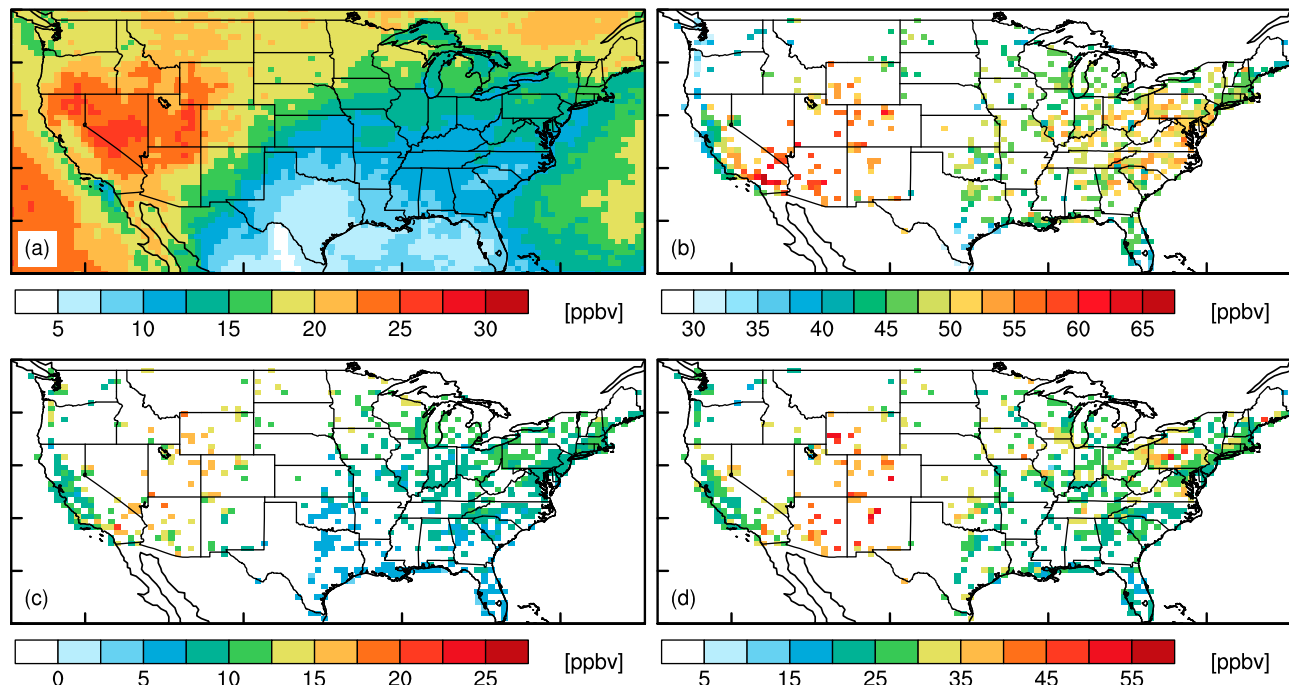 (a)
(b)
5 10 15 20 25 30 [ppbv]
30 35 40 45 50 55 60 65 [ppbv]
(c)
(d)
0 5 10 15 20 25 [ppbv]
5 15 25 35 45 55 [ppbv]